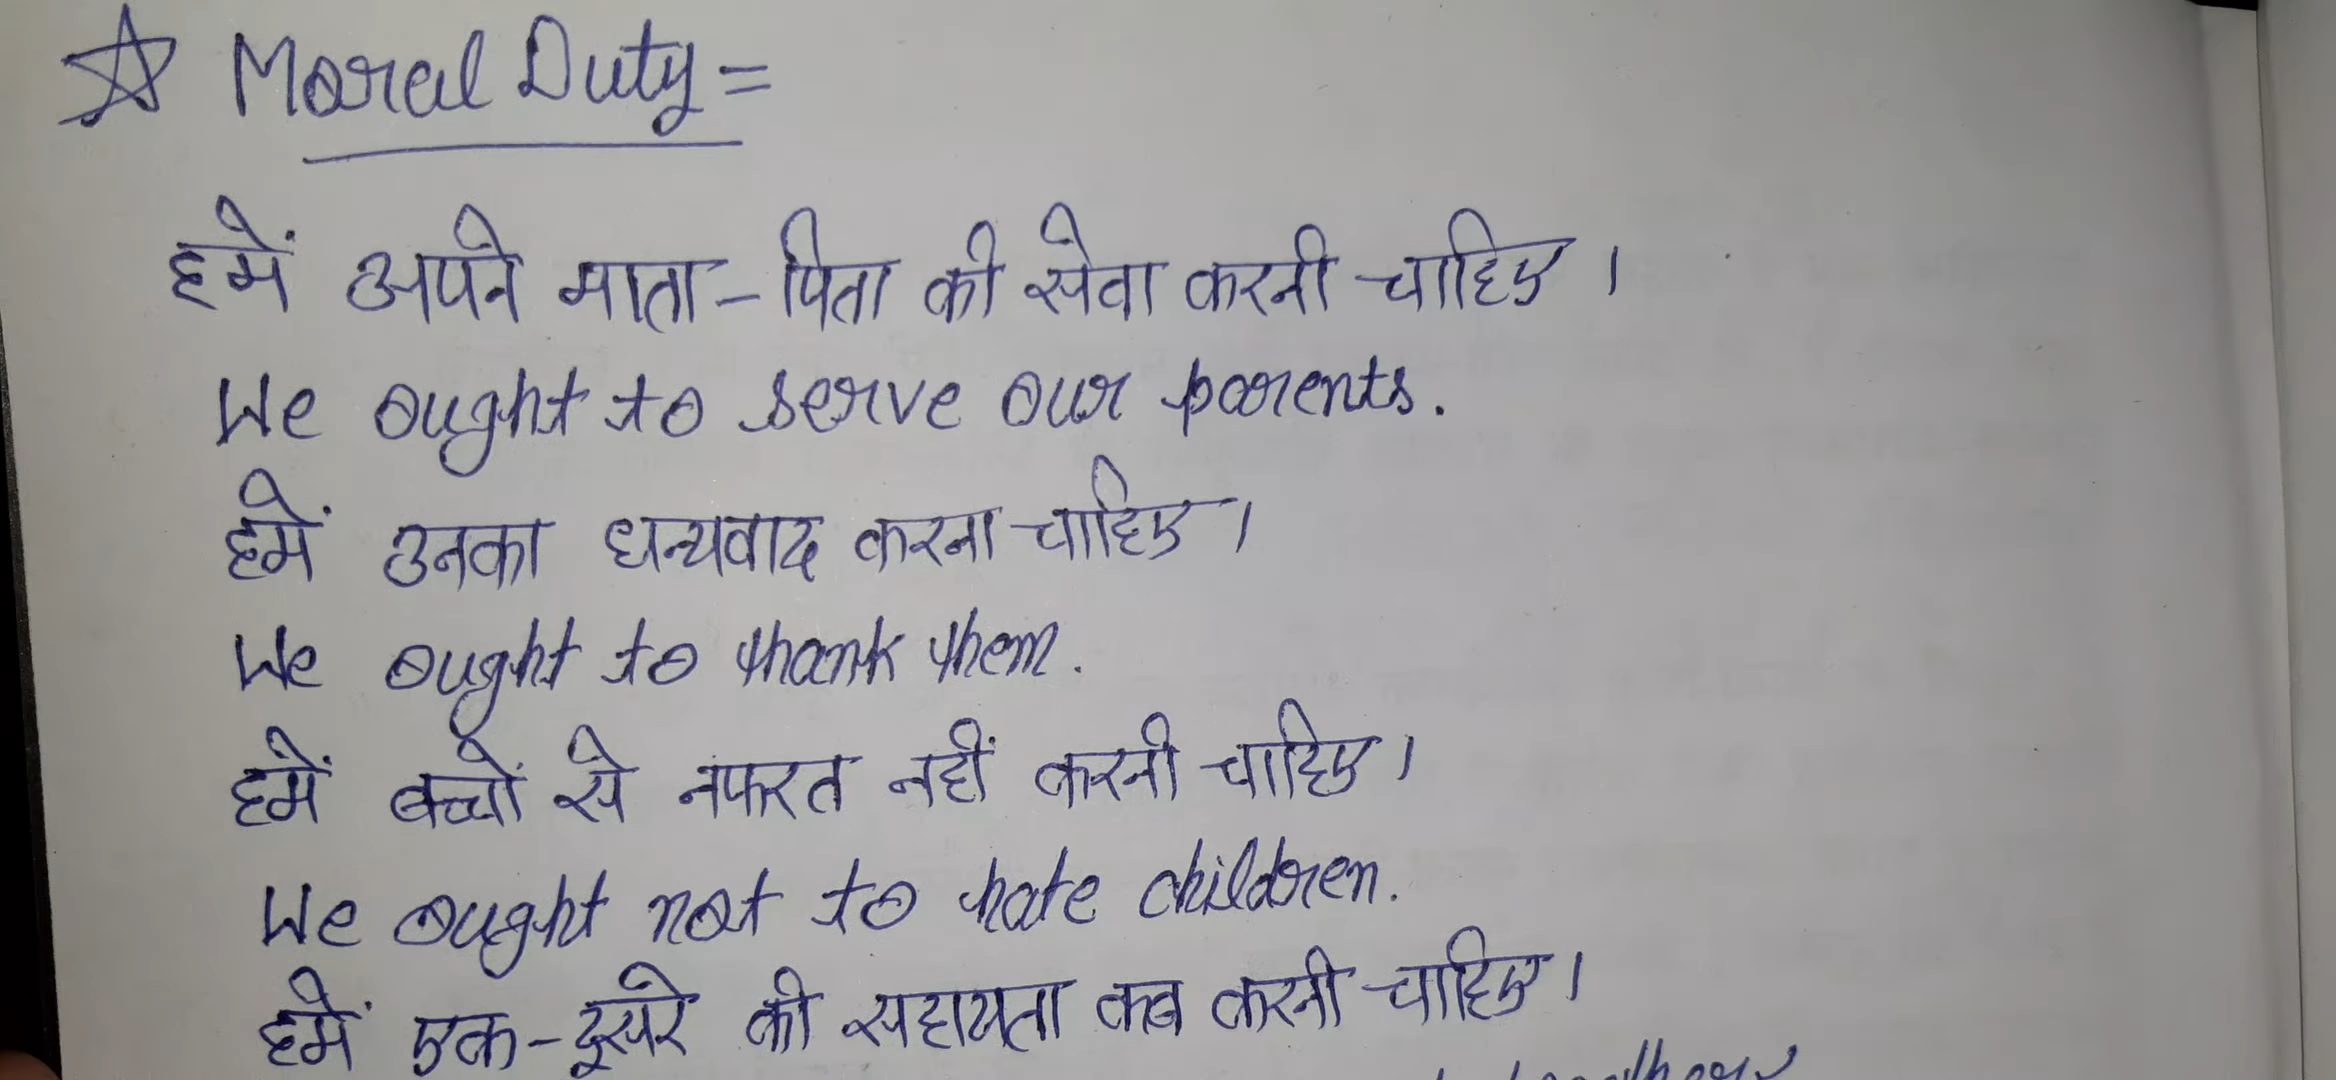 ☆ Moral Duty =
हमें अपने माता-पिता की सेवा करनी चाहिए।
We ought to serve our parents.
हमें उनका धन्यवाद करना चाहिए।
We ought to thank them.
हमें बच्चों से नफरत नहीं करनी चाहिए।
We ought not to hate children.
हमें एक-दूसरे की सहायता कब करनी चाहिए।